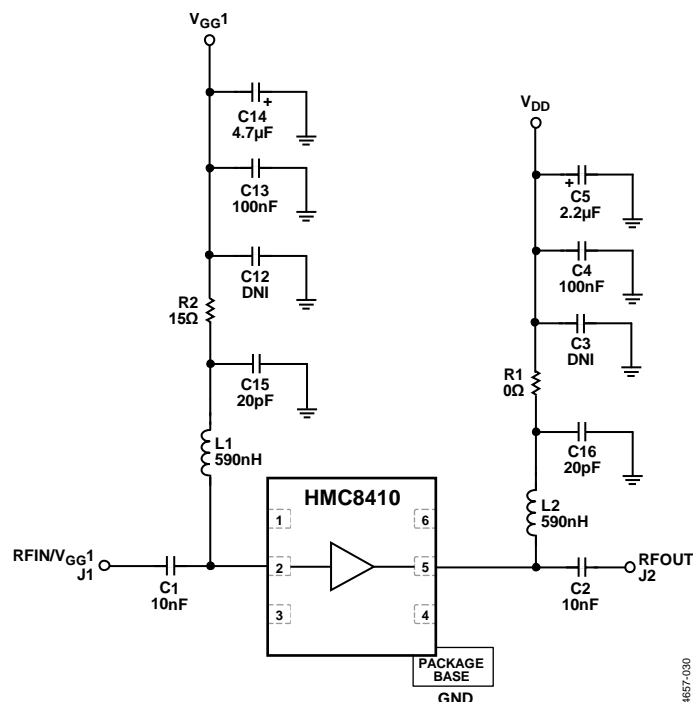 VGG1
C14
4.7µF
+
C13
100nF
C12
DNI
R2
15Ω
C15
20pF
L1
590nH
VDD
+
C5
2.2µF
C4
100nF
C3
DNI
R1
0Ω
C16
20pF
L2
590nH
HMC8410
1
6
2
5
3
4
RFIN/VGG1
J1
C1
10nF
C2
10nF
RFOUT
J2
PACKAGE
BASE
GND
4657-030